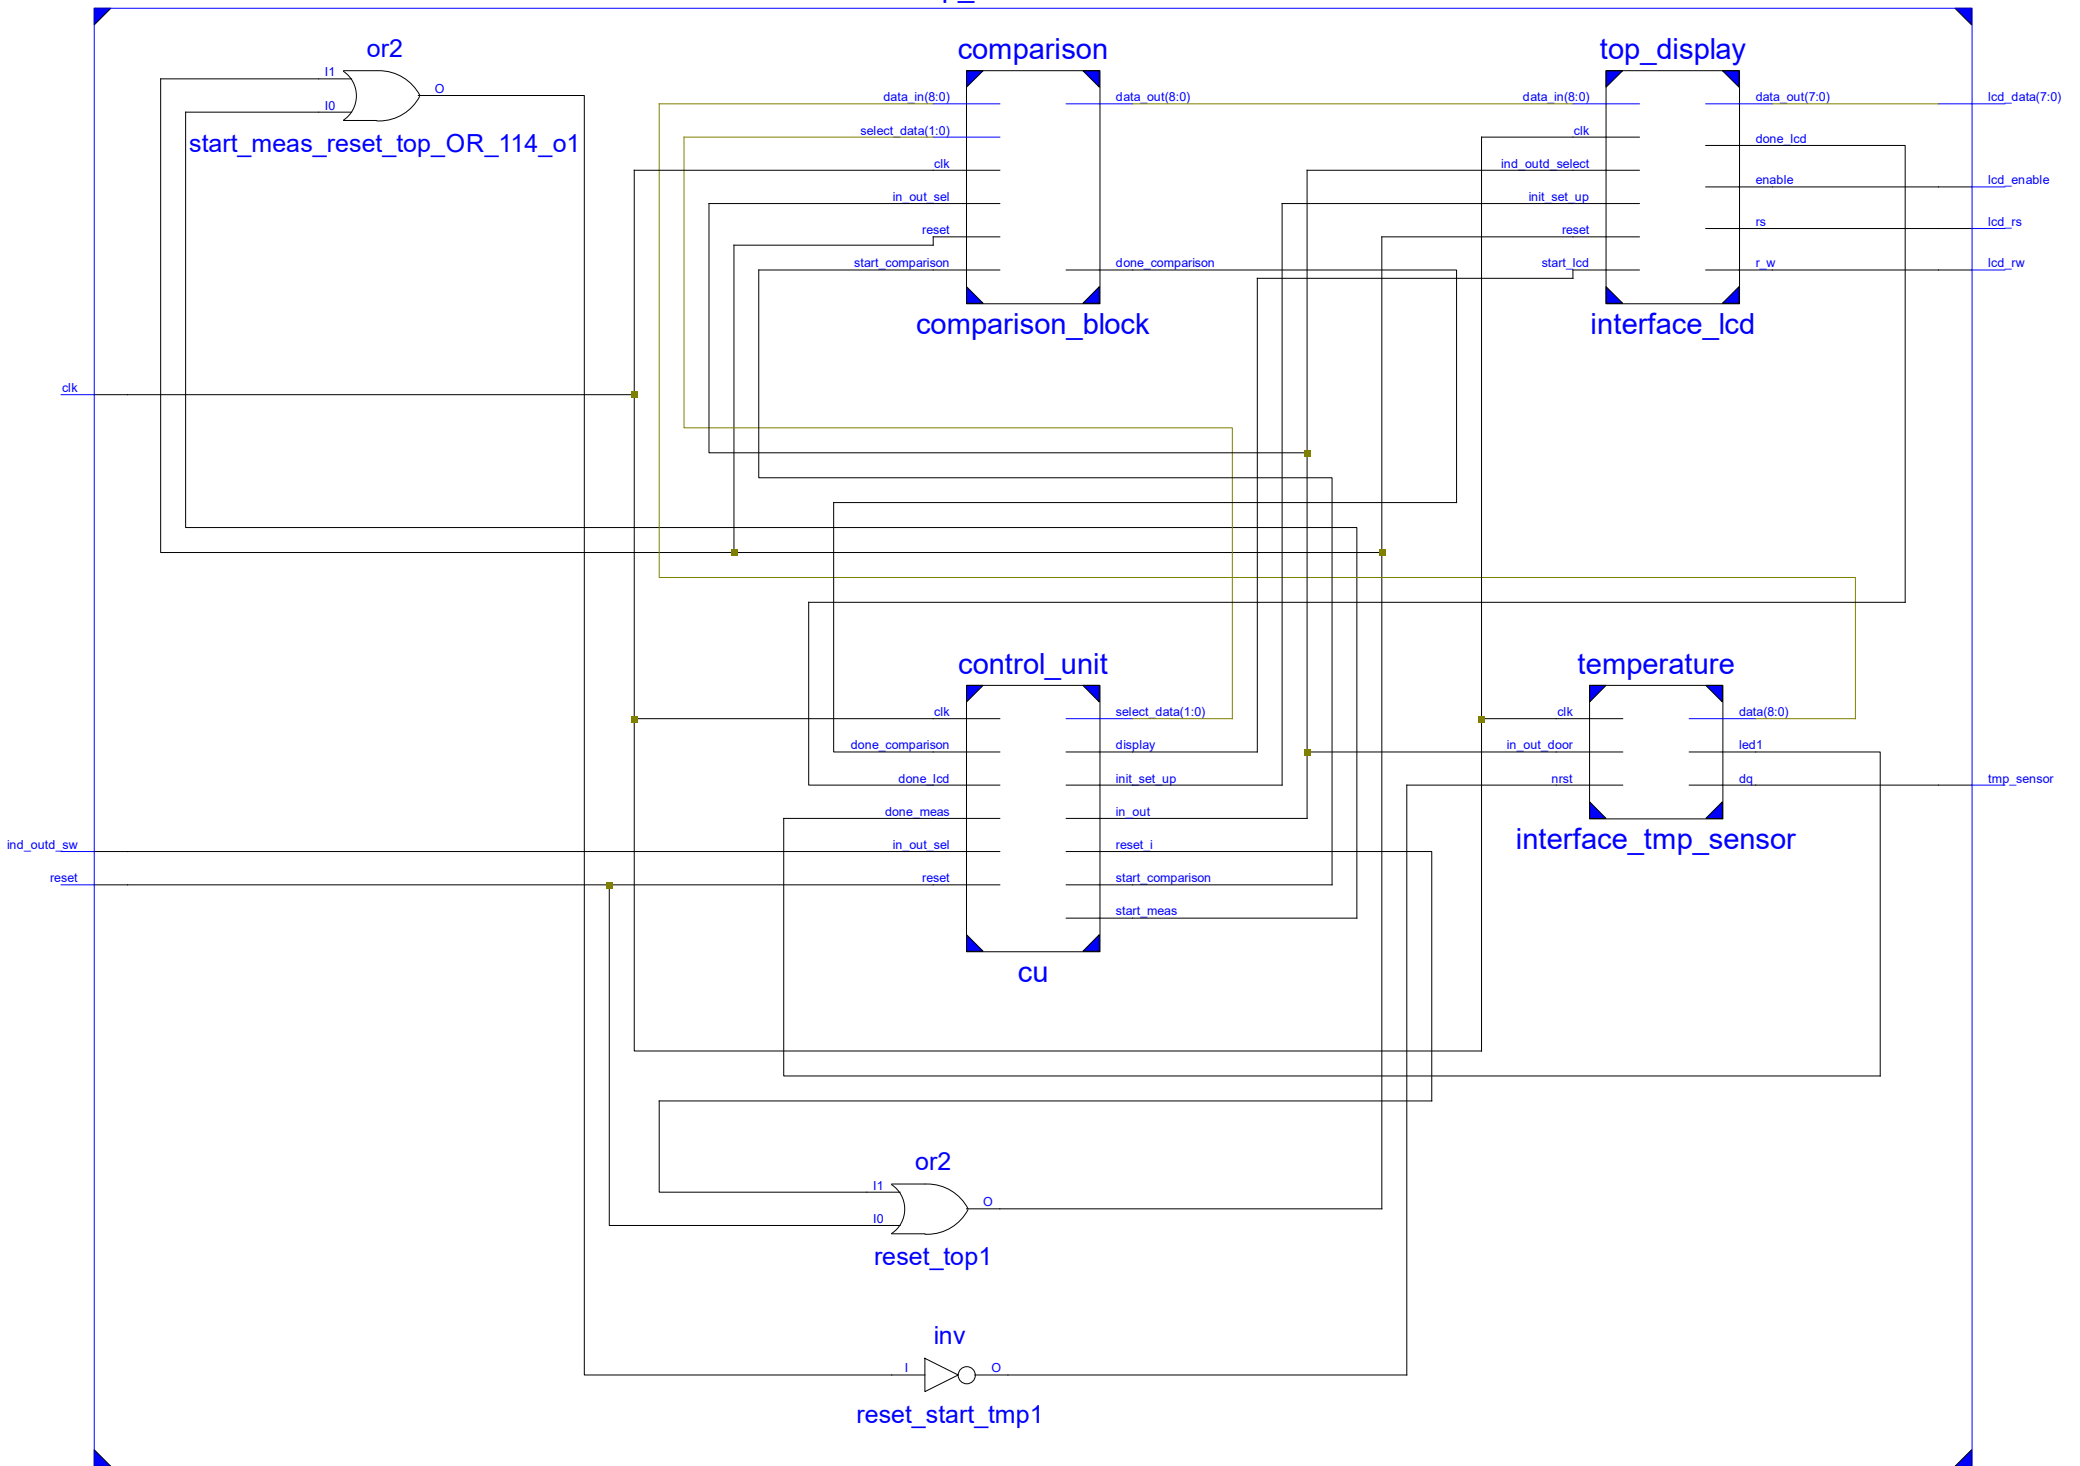 or2
I1
I0
O
start_meas_reset_top_OR_114_o1
comparison
data_in(8:0)
select_data(1:0)
clk
in_out_sel
reset
start_comparison
data_out(8:0)
done_comparison
comparison_block
top_display
data_in(8:0)
clk
ind_outd_select
init_set_up
reset
start_lcd
data_out(7:0)
done_lcd
enable
rs
r_w
interface_lcd
lcd_data(7:0)
lcd_enable
lcd_rs
lcd_rw
clk
control_unit
clk
done_comparison
done_lcd
done_meas
in_out_sel
reset
select_data(1:0)
display
init_set_up
in_out
reset_i
start_comparison
start_meas
cu
temperature
clk
in_out_door
nrst
data(8:0)
led1
dq
interface_tmp_sensor
tmp_sensor
ind_outd_sw
reset
or2
I1
I0
O
reset_top1
inv
I
O
reset_start_tmp1